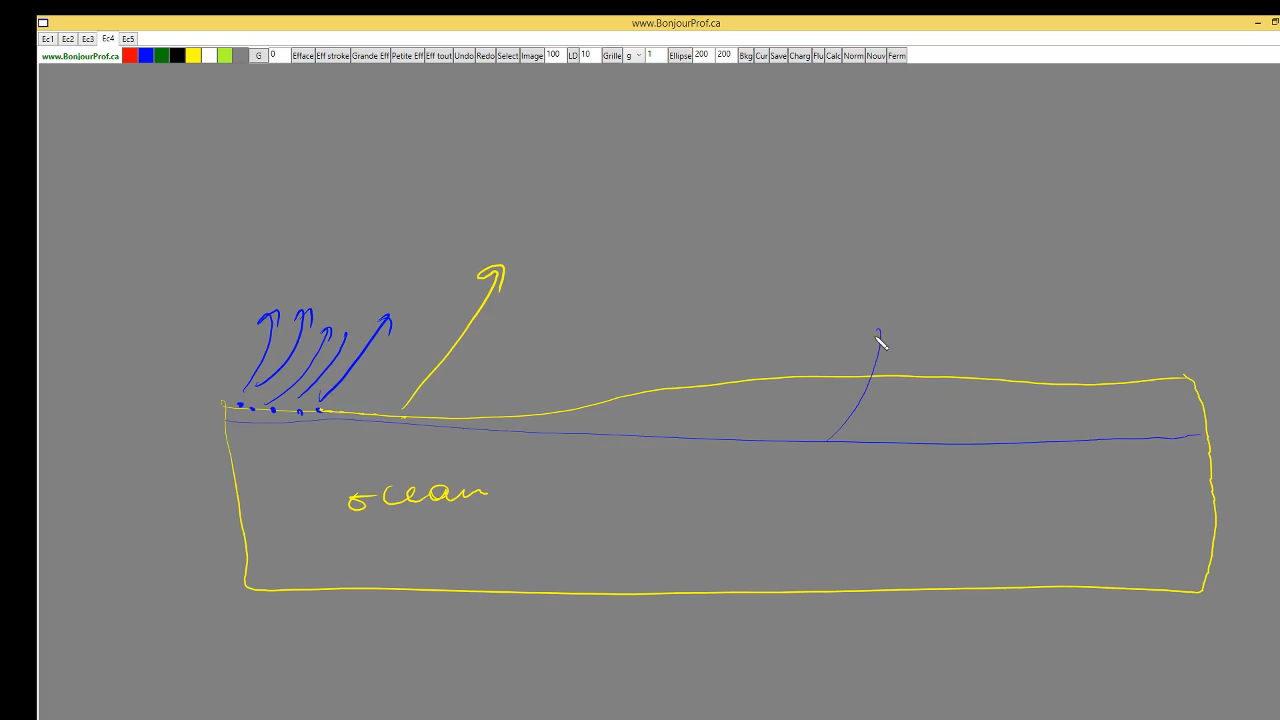 www.BonjourProf.ca
Ec1 Ec2 Ec3 Ec4 Ec5
www.BonjourProf.ca G 0 Efface Eff stroke Grande Eff Petite Eff Eff tout Undo Redo Select Image 100 LD 10 Grille g 1 Ellipse 200 200 Bkg Cur Save Charg Flu Calc Norm Nouv Ferm
ocean